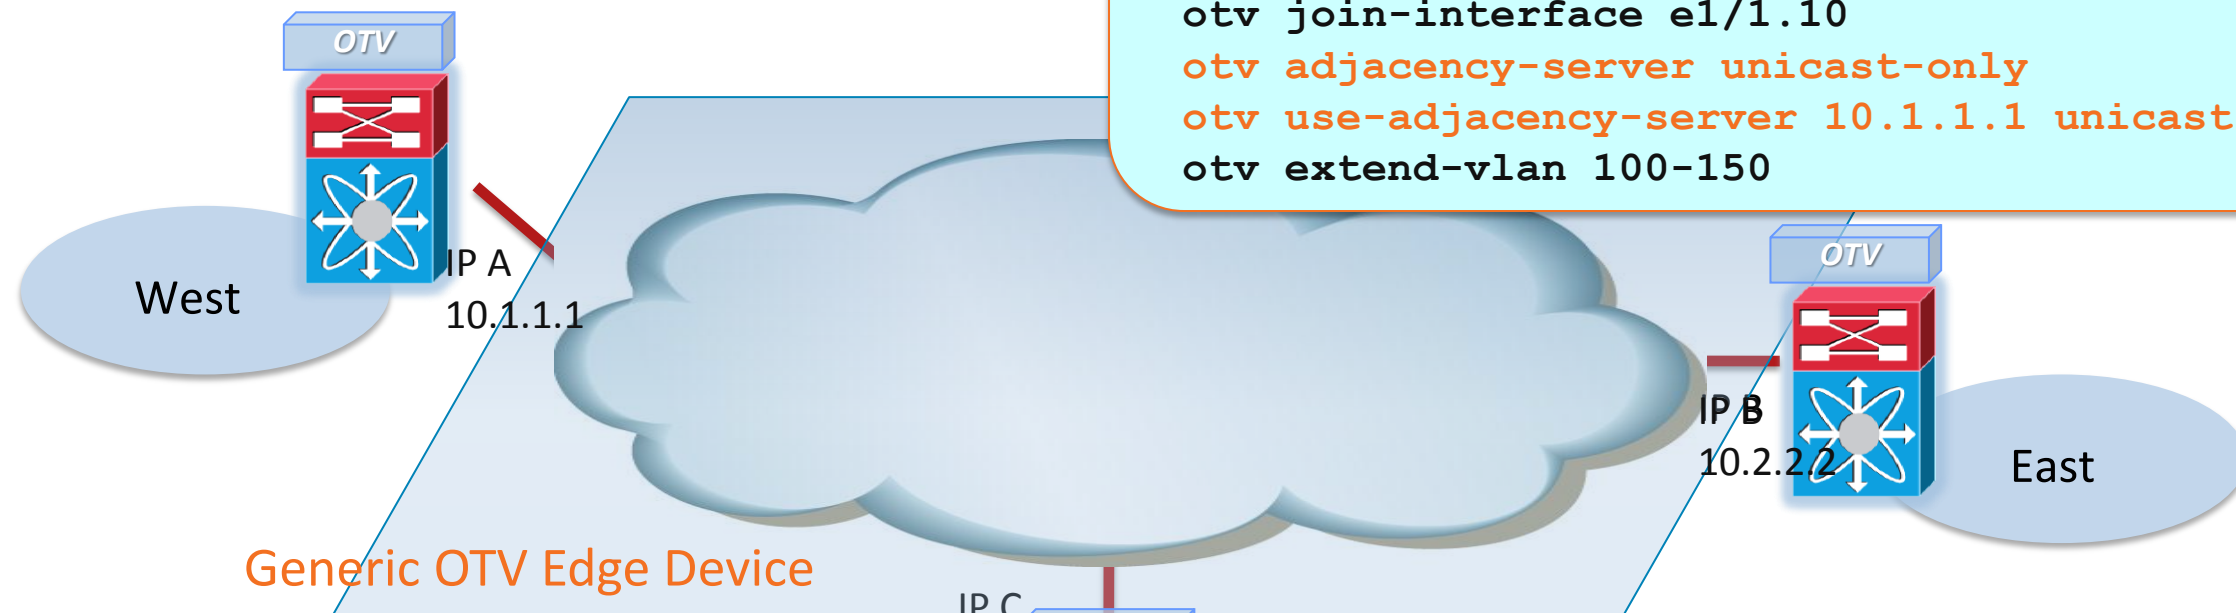 otv join-interface e1/1.10
otv adjacency-server unicast-only
otv use-adjacency-server 10.1.1.1 unicast
otv extend-vlan 100-150
OTV
IP A
10.1.1.1
West
OTV
IP B
10.2.2.2
East
Generic OTV Edge Device
IP C